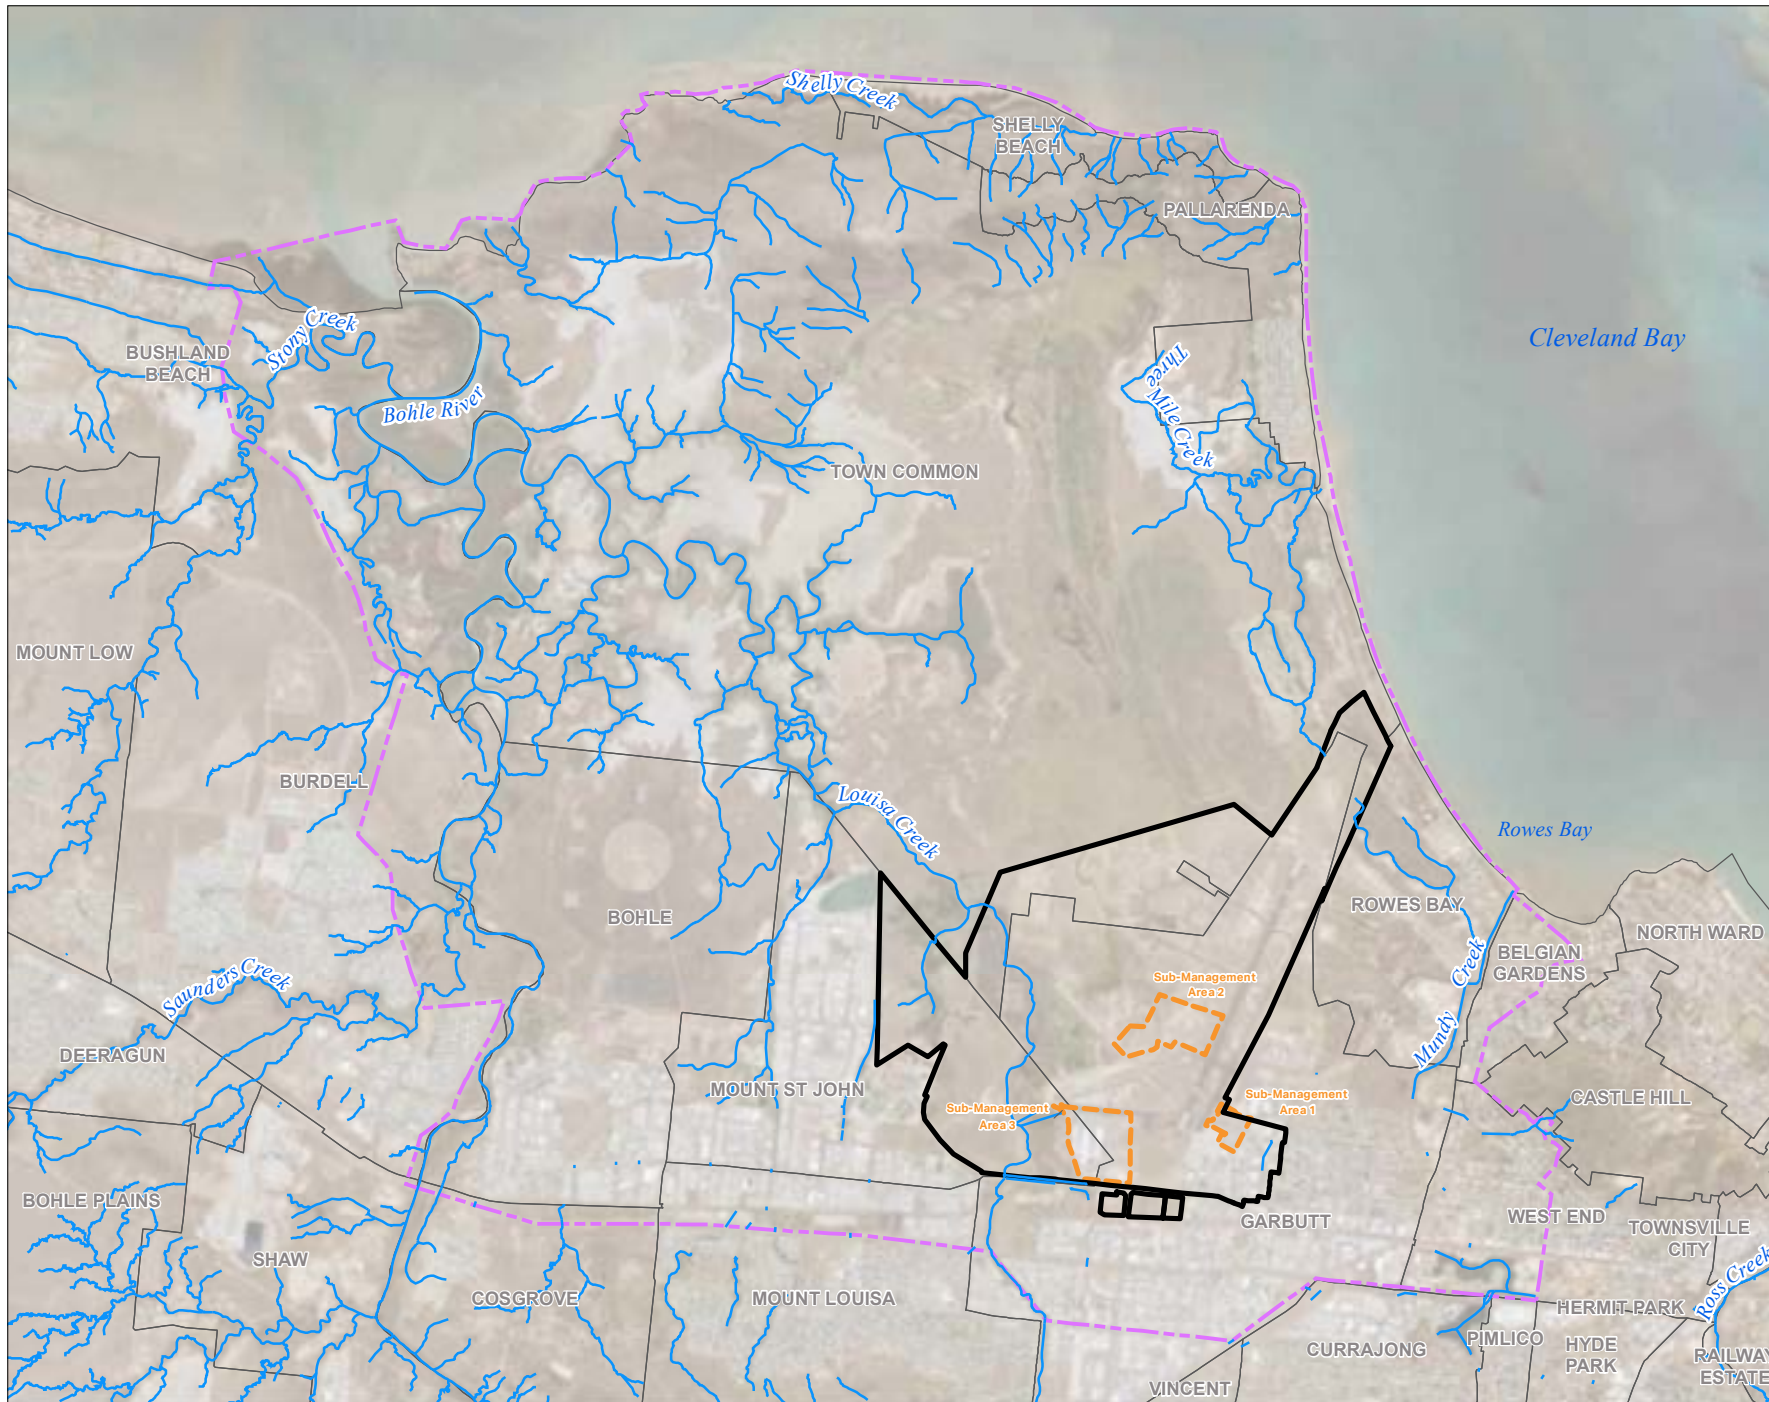 Shelly Creek
SHELLY
BEACH
PALLARENDA
Cleveland Bay
Stony Creek
BUSHLAND
BEACH
Bohle River
Three Mile Creek
TOWN COMMON
MOUNT LOW
BURDELL
Louisa Creek
Rowes Bay
BOHLE
ROWES BAY
NORTH WARD
BELGIAN
GARDENS
Saunders Creek
Sub-Management
Area 2
Mundy Creek
DEERAGUN
MOUNT ST JOHN
Sub-Management
Area 3
Sub-Management
Area 1
CASTLE HILL
BOHLE PLAINS
GARBUTT
WEST END
TOWNSVILLE
CITY
SHAW
COSGROVE
MOUNT LOUISA
Ross Creek
HERMIT PARK
CURRAJONG
PIMLICO
HYDE
PARK
RAILWAY
ESTATE
VINCENT